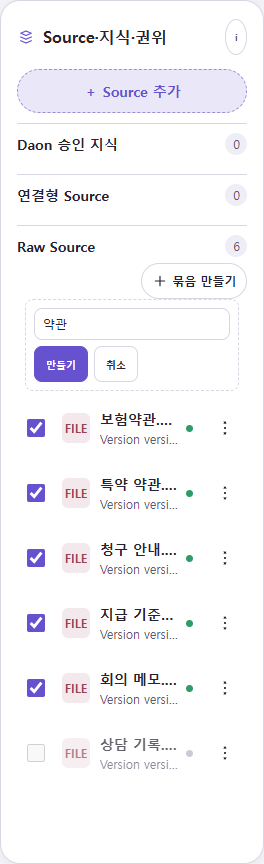 Source·지식·권위
i
+ Source 추가
Daon 승인 지식 0
연결형 Source 0
Raw Source 6
+ 묶음 만들기
약관
만들기 취소
FILE 보험약관....
Version versi...
FILE 특약 약관....
Version versi...
FILE 청구 안내....
Version versi...
FILE 지급 기준...
Version versi...
FILE 회의 메모....
Version versi...
FILE 상담 기록....
Version versi...